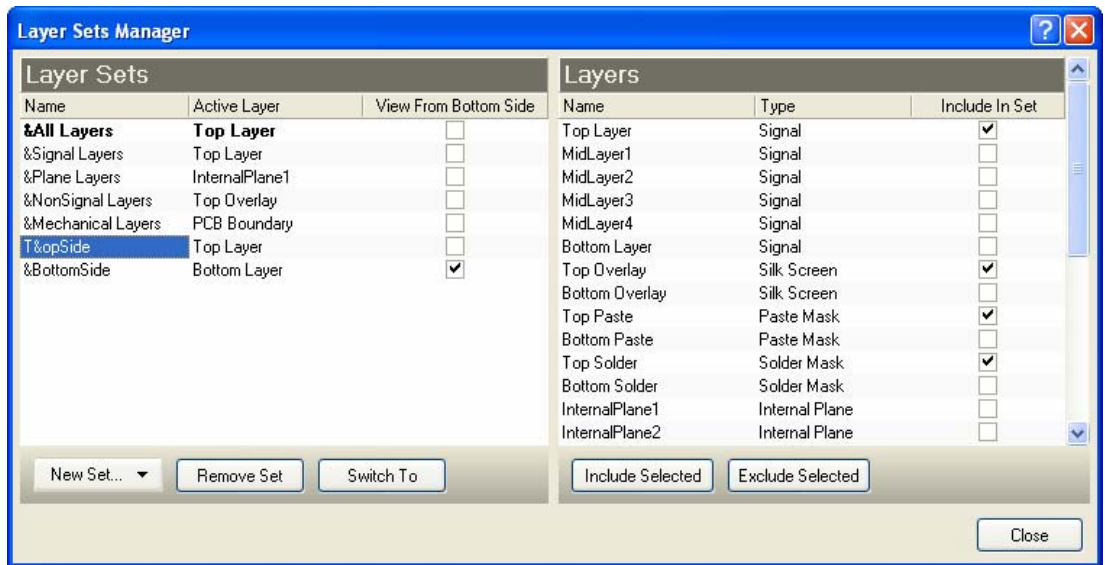 Layer Sets Manager
Layer Sets
Name Active Layer View From Bottom Side
&All Layers Top Layer
&Signal Layers Top Layer
&Plane Layers InternalPlane1
&NonSignal Layers Top Overlay
&Mechanical Layers PCB Boundary
T&opSide Top Layer
&BottomSide Bottom Layer
New Set... Remove Set Switch To
Layers
Name Type Include In Set
Top Layer Signal
MidLayer1 Signal
MidLayer2 Signal
MidLayer3 Signal
MidLayer4 Signal
Bottom Layer Signal
Top Overlay Silk Screen
Bottom Overlay Silk Screen
Top Paste Paste Mask
Bottom Paste Paste Mask
Top Solder Solder Mask
Bottom Solder Solder Mask
InternalPlane1 Internal Plane
InternalPlane2 Internal Plane
Include Selected Exclude Selected
Close